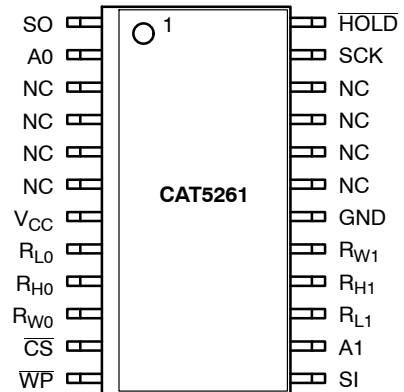 SO 1 HOLD
A0 SCK
NC NC
NC NC
NC NC
NC NC
CAT5261
VCC GND
RL0 RW1
RH0 RH1
RW0 RL1
CS A1
WP SI